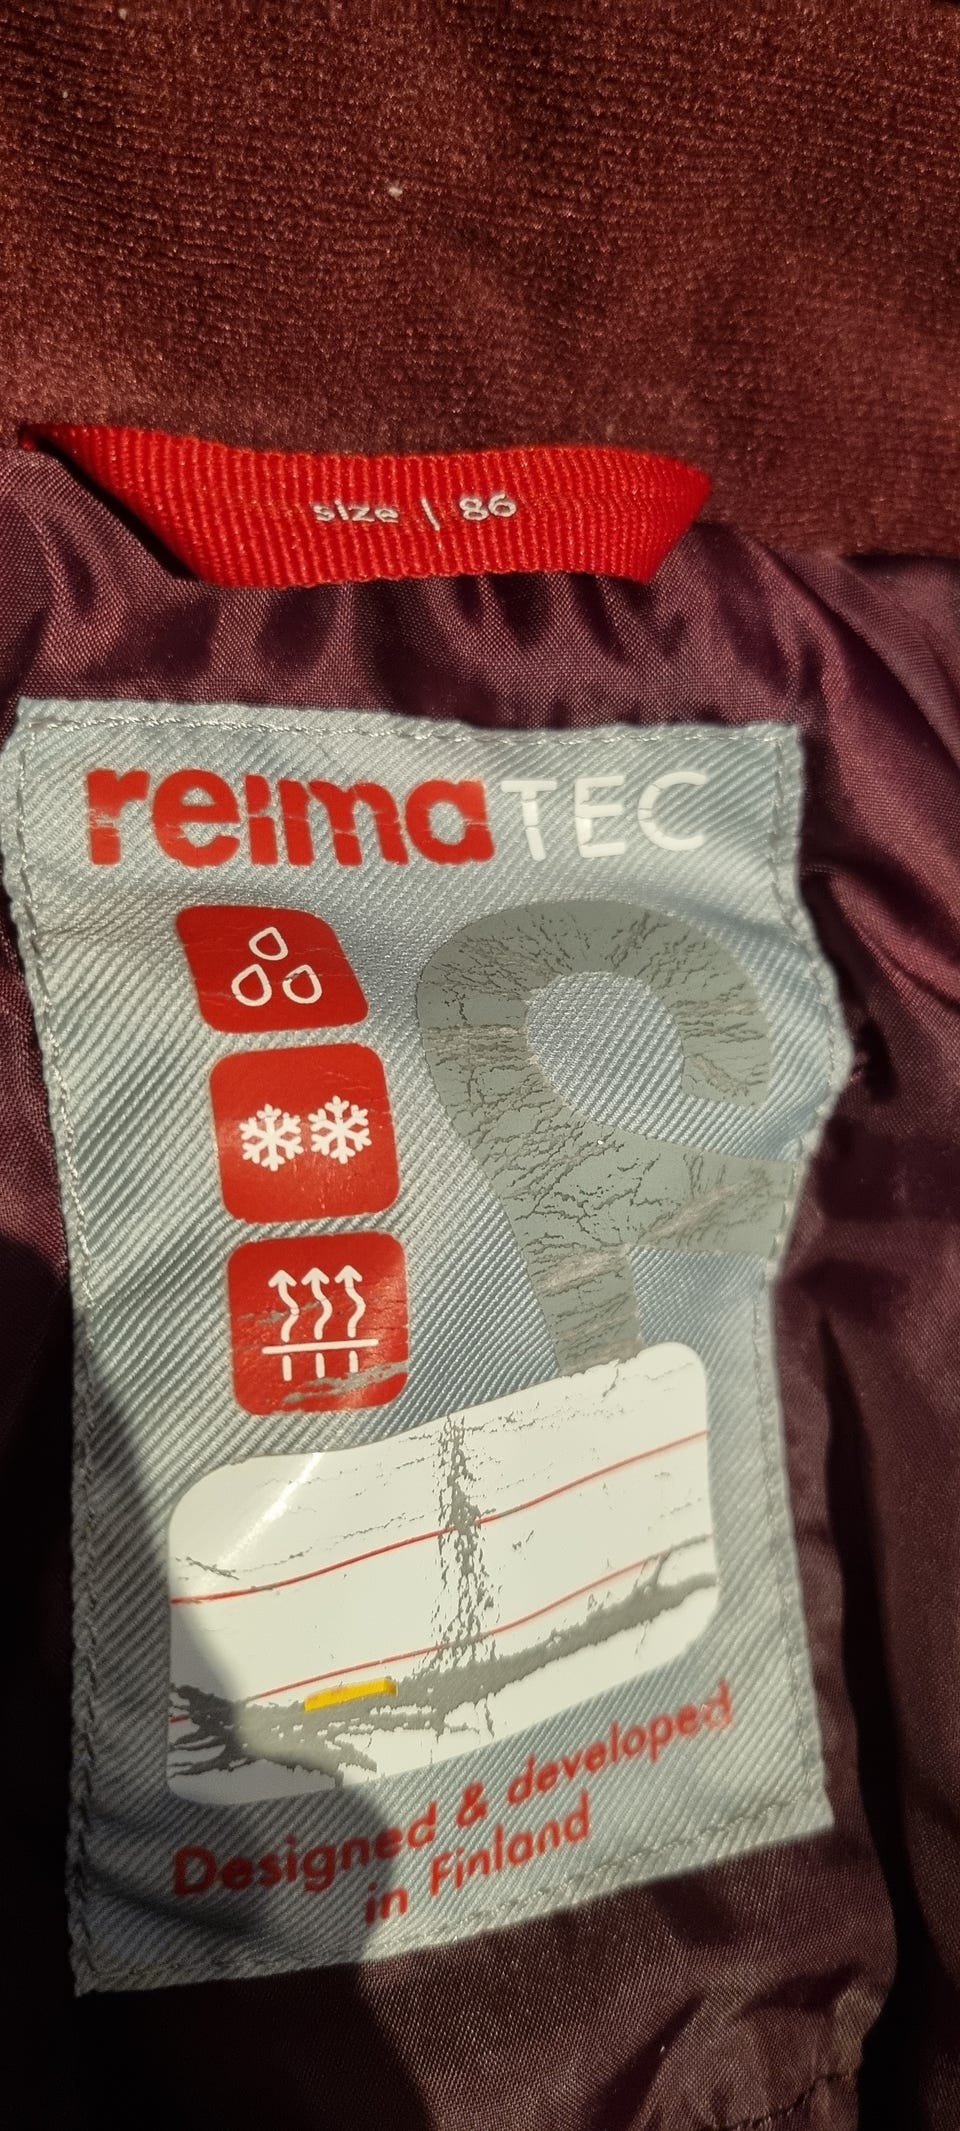 size | 86
reimaTEC
Designed & developed
in Finland